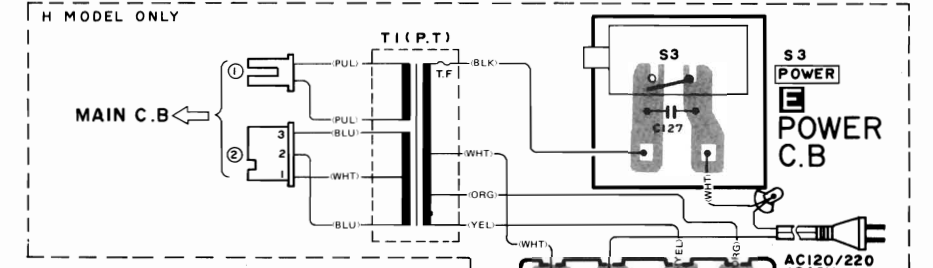 H MODEL ONLY
T1(P.T)
S3
S3
POWER
E
POWER
C.B
①
(PUL)
T.F
(BLK)
MAIN C.B
(PUL)
C127
3
(BLU)
②
2
(WHT)
1
(WHT)
(WHT)
(ORG)
(BLU)
(YEL)
(WHT)
(YEL)
AC120/220